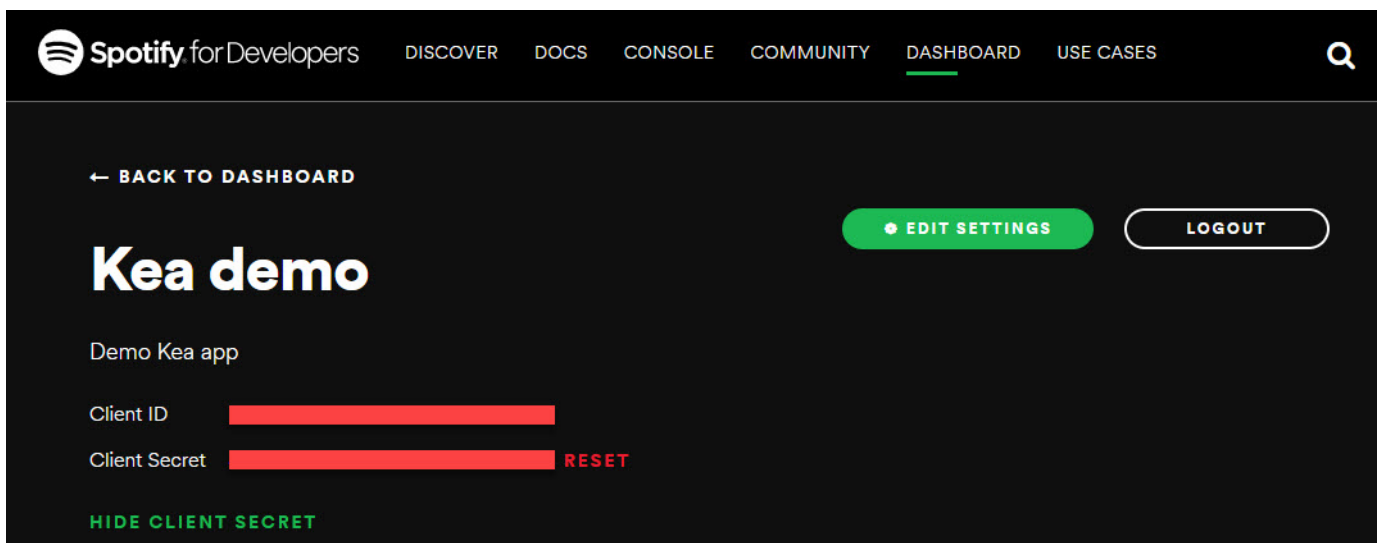 Spotify for Developers DISCOVER DOCS CONSOLE COMMUNITY DASHBOARD USE CASES
← BACK TO DASHBOARD
EDIT SETTINGS LOGOUT
Kea demo
Demo Kea app
Client ID
Client Secret RESET
HIDE CLIENT SECRET